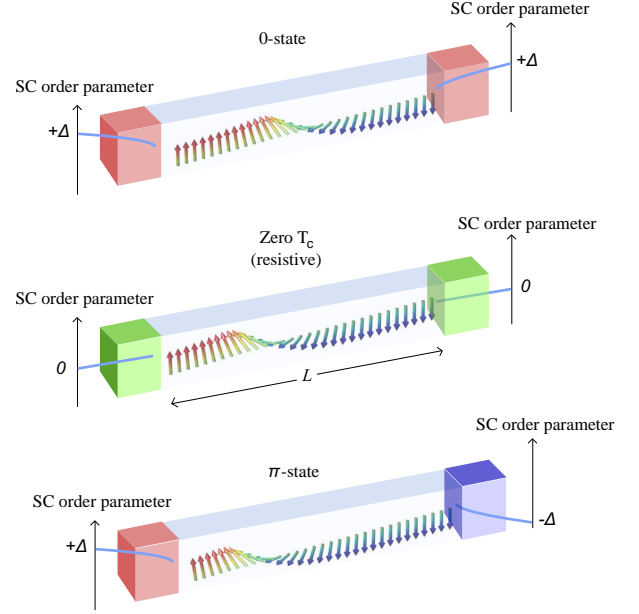 SC order parameter
0-state
SC order parameter
+Δ
+Δ
Zero T_c
(resistive)
SC order parameter
SC order parameter
0
0
L
SC order parameter
π-state
SC order parameter
+Δ
-Δ